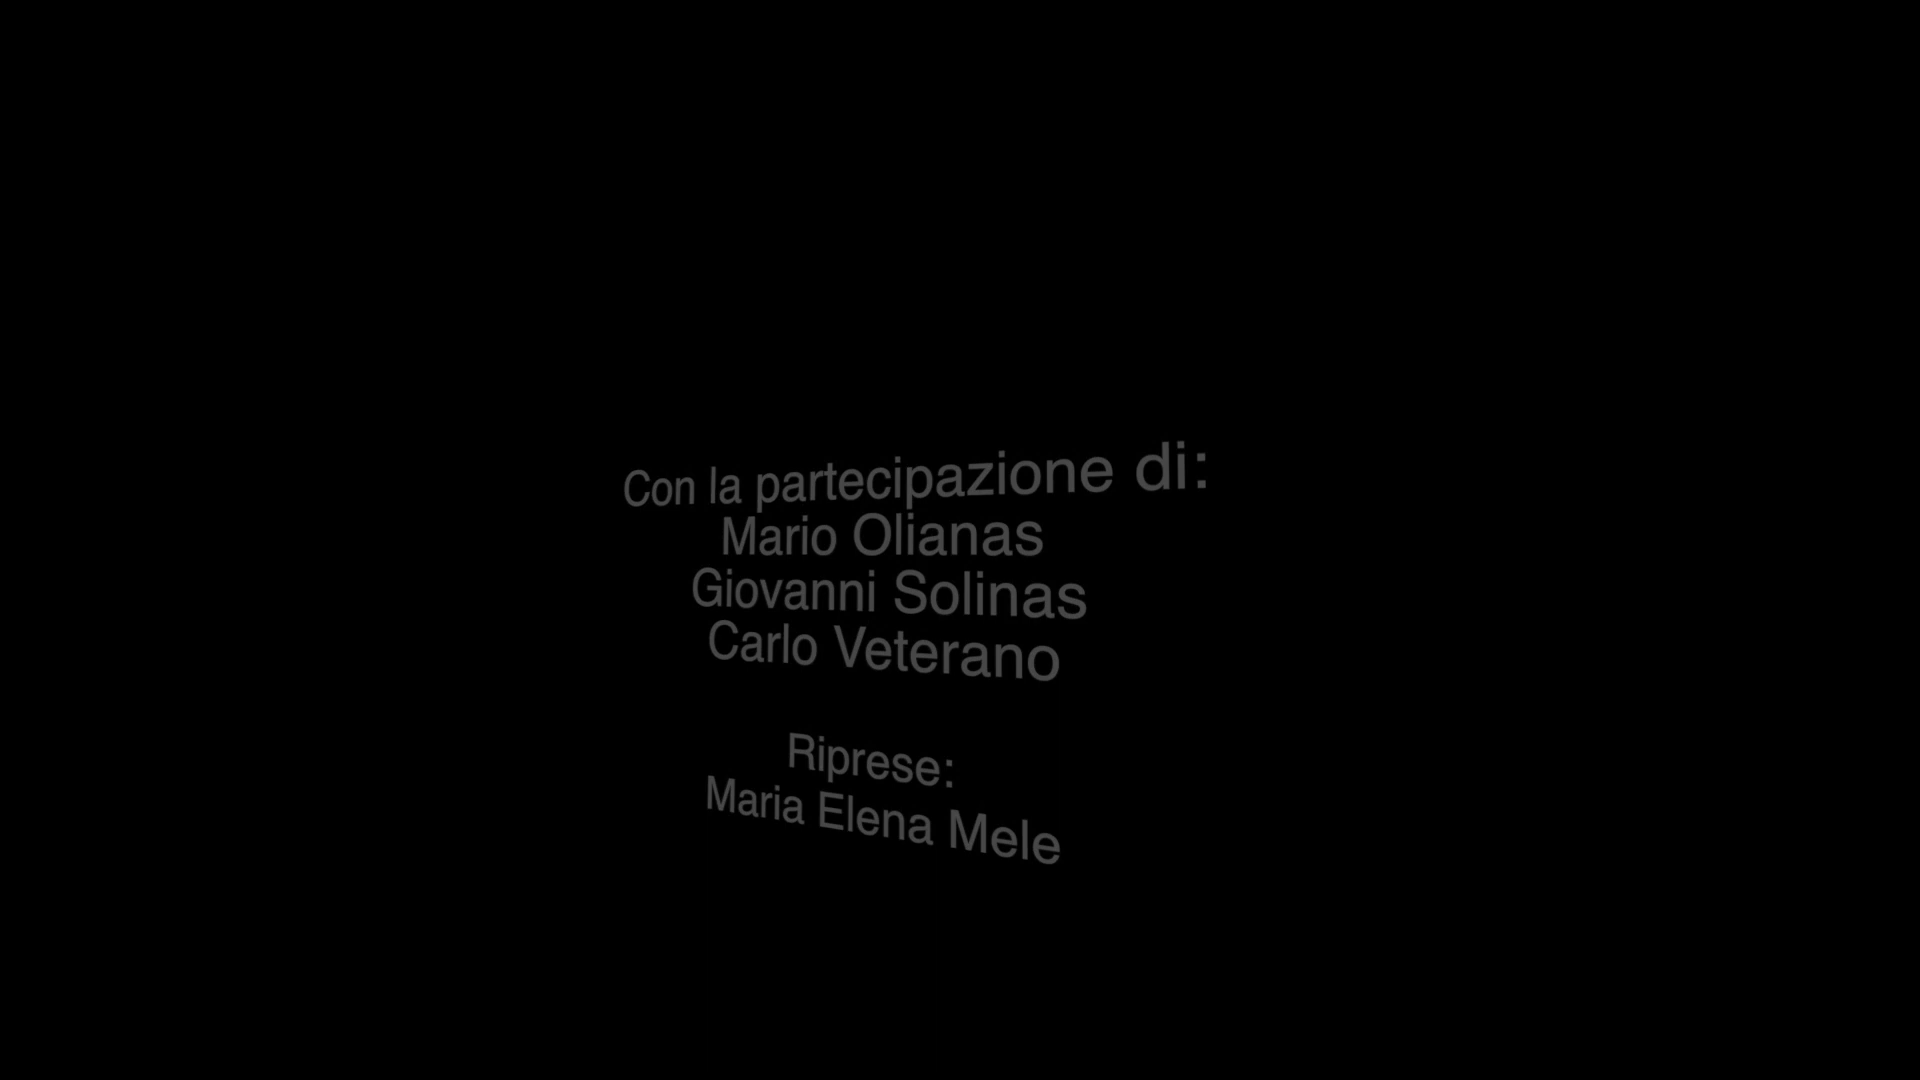 Con la partecipazione di:
Mario Olianas
Giovanni Solinas
Carlo Veterano
Riprese:
Maria Elena Mele